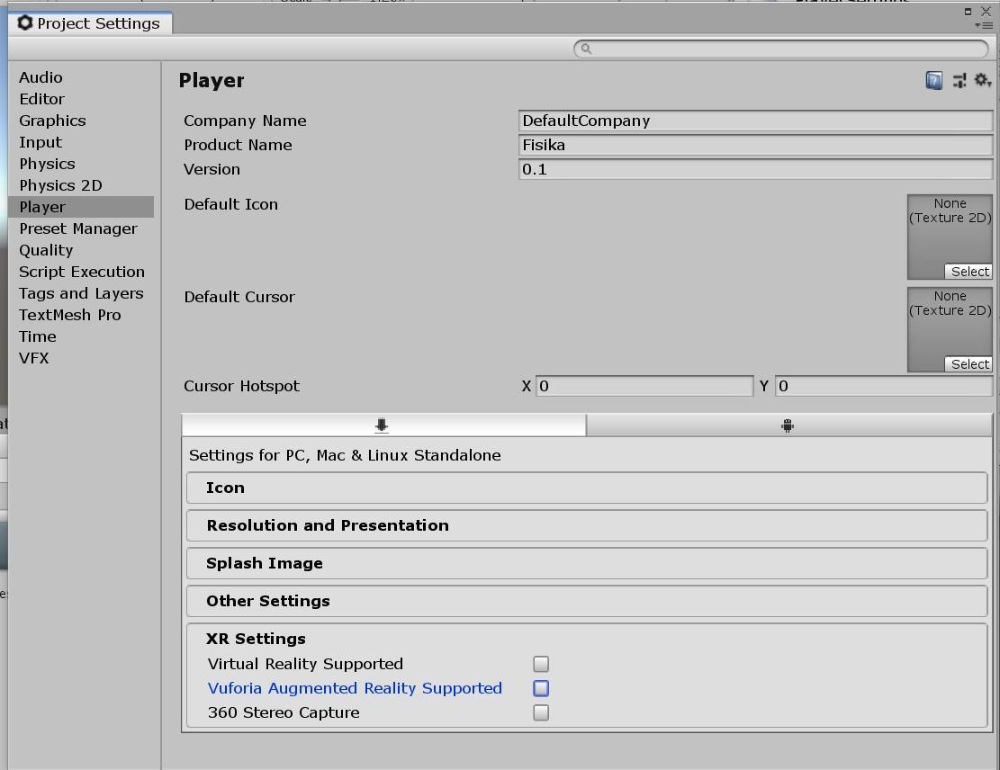 Project Settings
Audio
Editor
Graphics
Input
Physics
Physics 2D
Player
Preset Manager
Quality
Script Execution
Tags and Layers
TextMesh Pro
Time
VFX
Player
Company Name DefaultCompany
Product Name Fisika
Version 0.1
Default Icon
None
(Texture 2D)
Select
Default Cursor
None
(Texture 2D)
Select
Cursor Hotspot X 0 Y 0
Settings for PC, Mac & Linux Standalone
Icon
Resolution and Presentation
Splash Image
Other Settings
XR Settings
Virtual Reality Supported
Vuforia Augmented Reality Supported
360 Stereo Capture